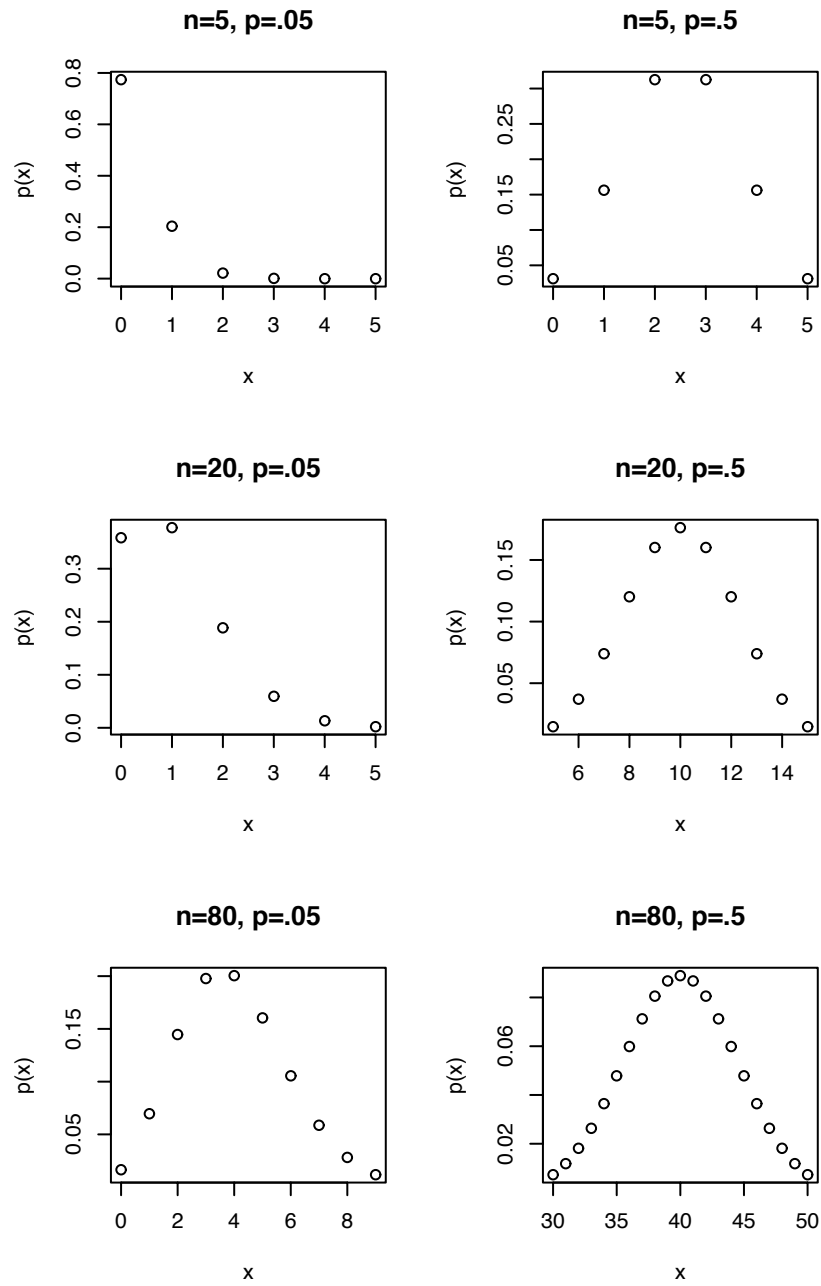 n=5, p=.05
p(x)
0.0 0.2 0.4 0.6 0.8
0 1 2 3 4 5
x
n=5, p=.5
p(x)
0.05 0.15 0.25
0 1 2 3 4 5
x
n=20, p=.05
p(x)
0.0 0.1 0.2 0.3
0 1 2 3 4 5
x
n=20, p=.5
p(x)
0.05 0.10 0.15
6 8 10 12 14
x
n=80, p=.05
p(x)
0.05 0.15
0 2 4 6 8
x
n=80, p=.5
p(x)
0.02 0.06
30 35 40 45 50
x